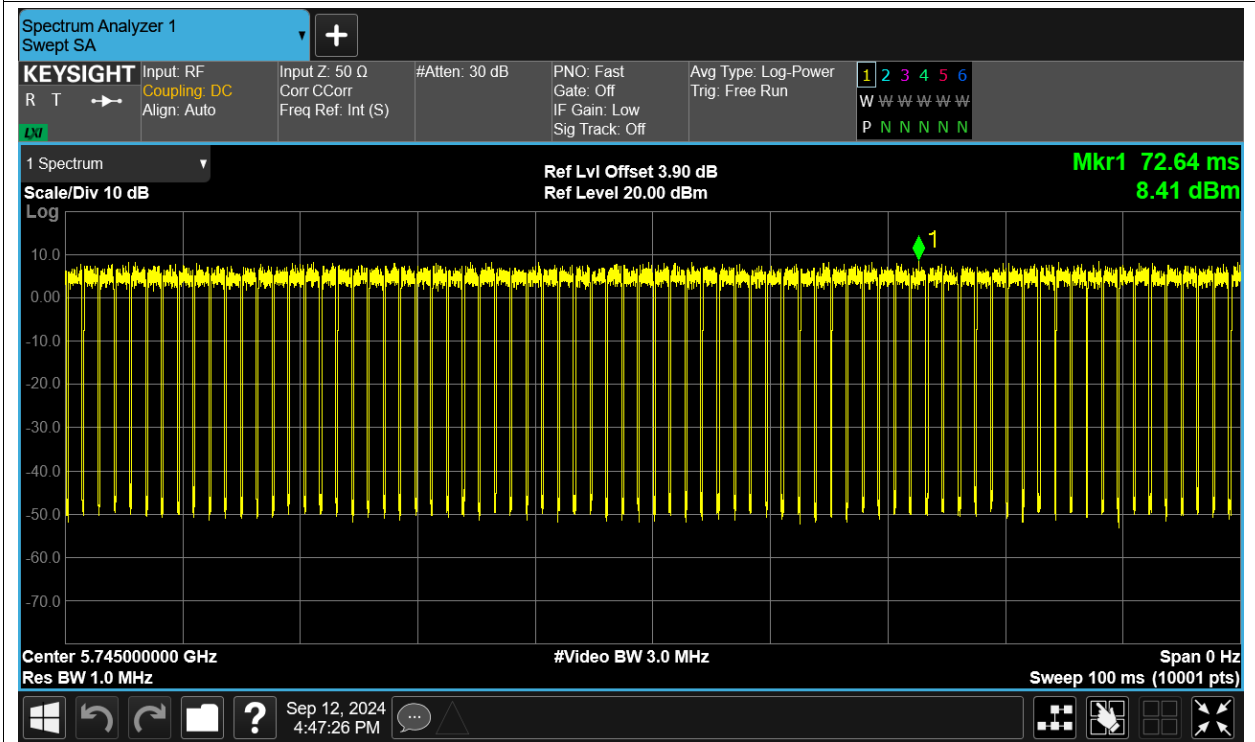 Spectrum Analyzer 1
Swept SA
KEYSIGHT
R T
LXI
Input: RF
Coupling: DC
Align: Auto
Input Z: 50 Ω
Corr CCorr
Freq Ref: Int (S)
#Atten: 30 dB
PNO: Fast
Gate: Off
IF Gain: Low
Sig Track: Off
Avg Type: Log-Power
Trig: Free Run
1 2 3 4 5 6
W W W W W W
P N N N N N
1 Spectrum
Scale/Div 10 dB
Ref Lvl Offset 3.90 dB
Ref Level 20.00 dBm
Mkr1 72.64 ms
8.41 dBm
Log
1
10.0
0.00
-10.0
-20.0
-30.0
-40.0
-50.0
-60.0
-70.0
Center 5.745000000 GHz
Res BW 1.0 MHz
#Video BW 3.0 MHz
Span 0 Hz
Sweep 100 ms (10001 pts)
?
Sep 12, 2024
4:47:26 PM